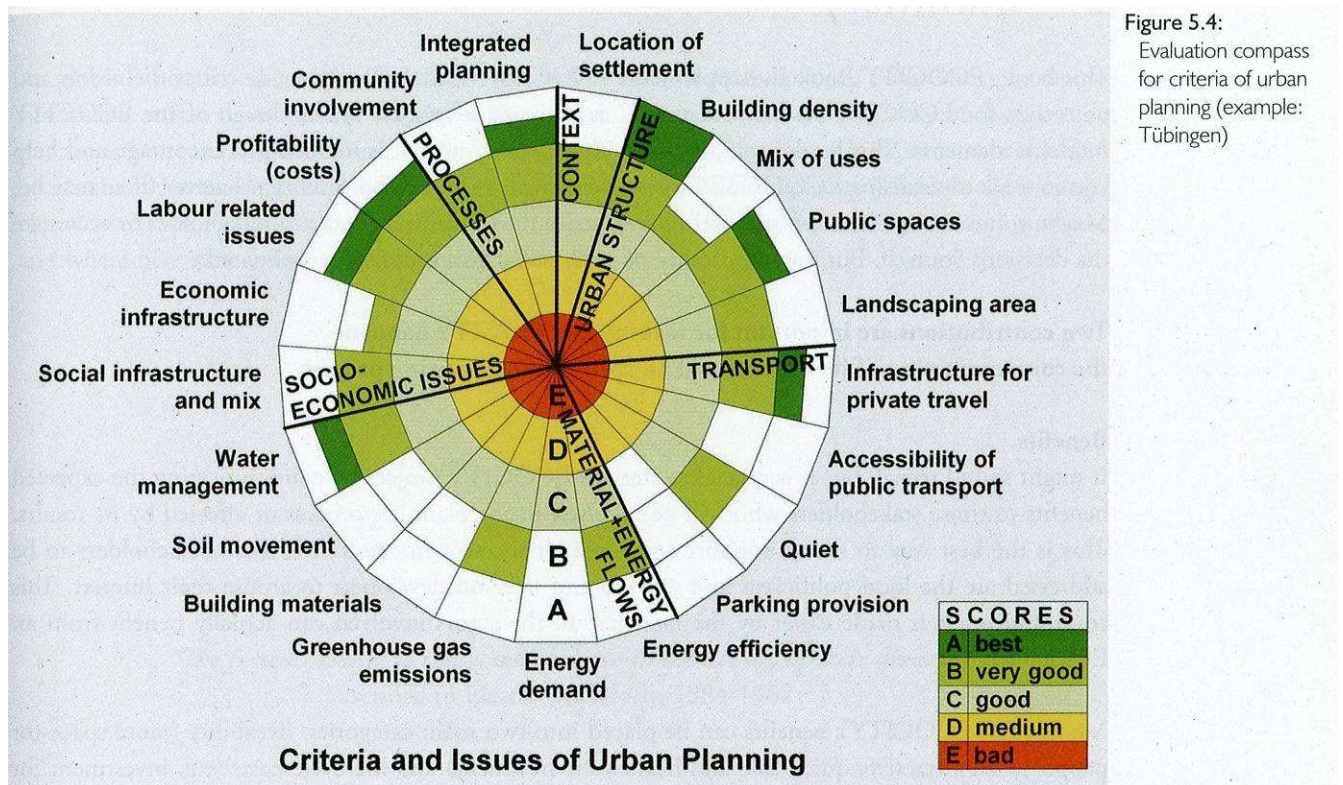 Figure 5.4:
Evaluation compass
for criteria of urban
planning (example:
Tübingen)
Integrated
planning
Location of
settlement
Community
involvement
Building density
Profitability
(costs)
Mix of uses
Labour related
issues
Public spaces
Economic
infrastructure
Landscaping area
Social infrastructure
and mix
Infrastructure for
private travel
Water
management
Accessibility of
public transport
Soil movement
Quiet
Building materials
Parking provision
Greenhouse gas
emissions
Energy
demand
Energy efficiency
PROCESSES
CONTEXT
URBAN STRUCTURE
TRANSPORT
SOCIO-
ECONOMIC ISSUES
MATERIAL+ENERGY
FLOWS
E
D
C
B
A
SCORES
A best
B very good
C good
D medium
E bad
Criteria and Issues of Urban Planning